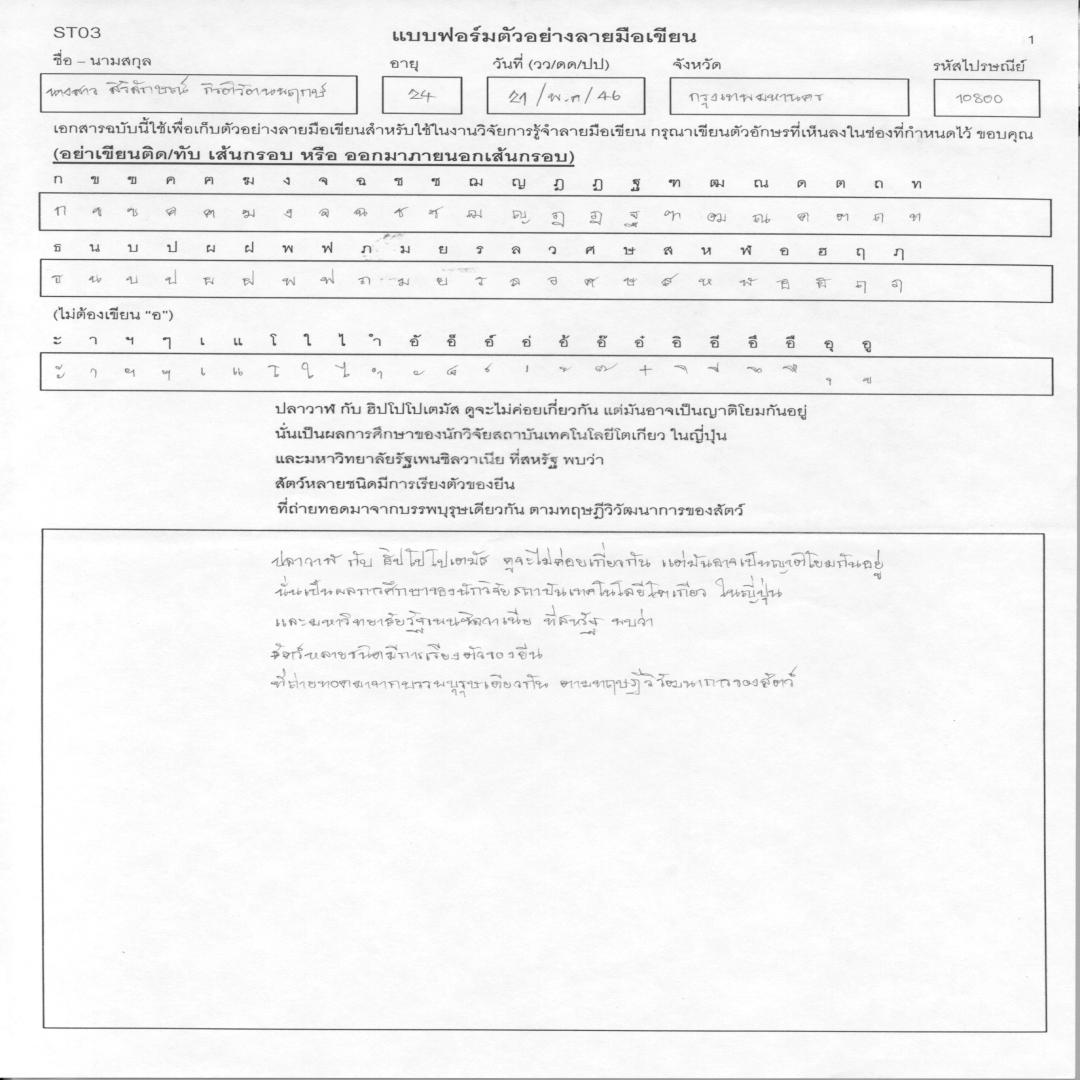 ST03
แบบฟอร์มตัวอย่างลายมือเขียน
1
ชื่อ – นามสกุล อายุ วันที่ (วว/ดด/ปป) จังหวัด รหัสไปรษณีย์
นางสาว สิริลักษณ์ 24 21 / พ.ค / 46 กรุงเทพมหานคร 10800
เอกสารฉบับนี้ใช้เพื่อเก็บตัวอย่างลายมือเขียนสำหรับใช้ในงานวิจัยการรู้จำลายมือเขียน กรุณาเขียนตัวอักษรที่เห็นลงในช่องที่กำหนดไว้ ขอบคุณ
(อย่าเขียนติด/ทับ เส้นกรอบ หรือ ออกมาภายนอกเส้นกรอบ)
ก ข ฃ ค ฅ ฆ ง จ ฉ ช ซ ฌ ญ ฎ ฏ ฐ ฑ ฒ ณ ด ต ถ ท
ก ข ฃ ค ฅ ฆ ง จ ฉ ช ซ ฌ ญ ฎ ฏ ฐ ฑ ฒ ณ ด ต ถ ท
ธ น บ ป ผ ฝ พ ฟ ภ ม ย ร ล ว ศ ษ ส ห ฬ อ ฮ ฤ ฦ
ธ น บ ป ผ ฝ พ ฟ ภ ม ย ร ล ว ศ ษ ส ห ฬ อ ฮ ฤ ฦ
(ไม่ต้องเขียน “อ”)
ะ า ฯ ๆ ๅ เ แ โ ใ ไ ำ อั อ็ อ์ อ่ อ้ อ๊ อ๋ อิ อี อึ อื อุ อู
ะ า ฯ ๆ เ แ โ ใ ไ ำ ั ็ ์ ่ ้ ๊ ๋ ิ ี ึ ื ุ ู
ปลาวาฬ กับ ฮิปโปโปเตมัส ดูจะไม่ค่อยเกี่ยวกัน แต่มันอาจเป็นญาติโยมกันอยู่
นั่นเป็นผลการศึกษาของนักวิจัยสถาบันเทคโนโลยีโตเกียว ในญี่ปุ่น
และมหาวิทยาลัยรัฐเพนซิลวาเนีย ที่สหรัฐ พบว่า
สัตว์หลายชนิดมีการเรียงตัวของยีน
ที่ถ่ายทอดมาจากบรรพบุรุษเดียวกัน ตามทฤษฎีวิวัฒนาการของสัตว์
ปลาวาฬ กับ ฮิปโปโปเตมัส ดูจะไม่ค่อยเกี่ยวกัน แต่มันอาจเป็นญาติโยมกันอยู่
นั่นเป็นผลการศึกษาของนักวิจัยสถาบันเทคโนโลยีโตเกียว ในญี่ปุ่น
และมหาวิทยาลัยรัฐเพนซิลวาเนีย ที่สหรัฐ พบว่า
สัตว์หลายชนิดมีการเรียงตัวของยีน
ที่ถ่ายทอดมาจากบรรพบุรุษเดียวกัน ตามทฤษฎีวิวัฒนาการของสัตว์